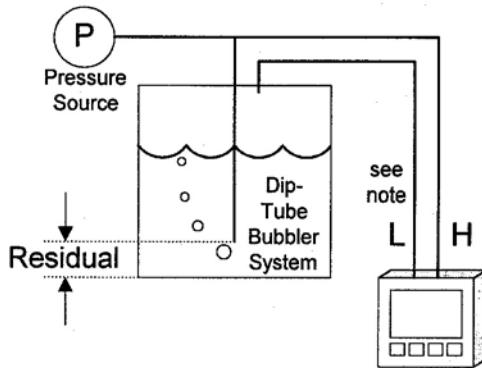 P
Pressure
Source
see
note
Dip-
Tube
Bubbler
System
L H
Residual